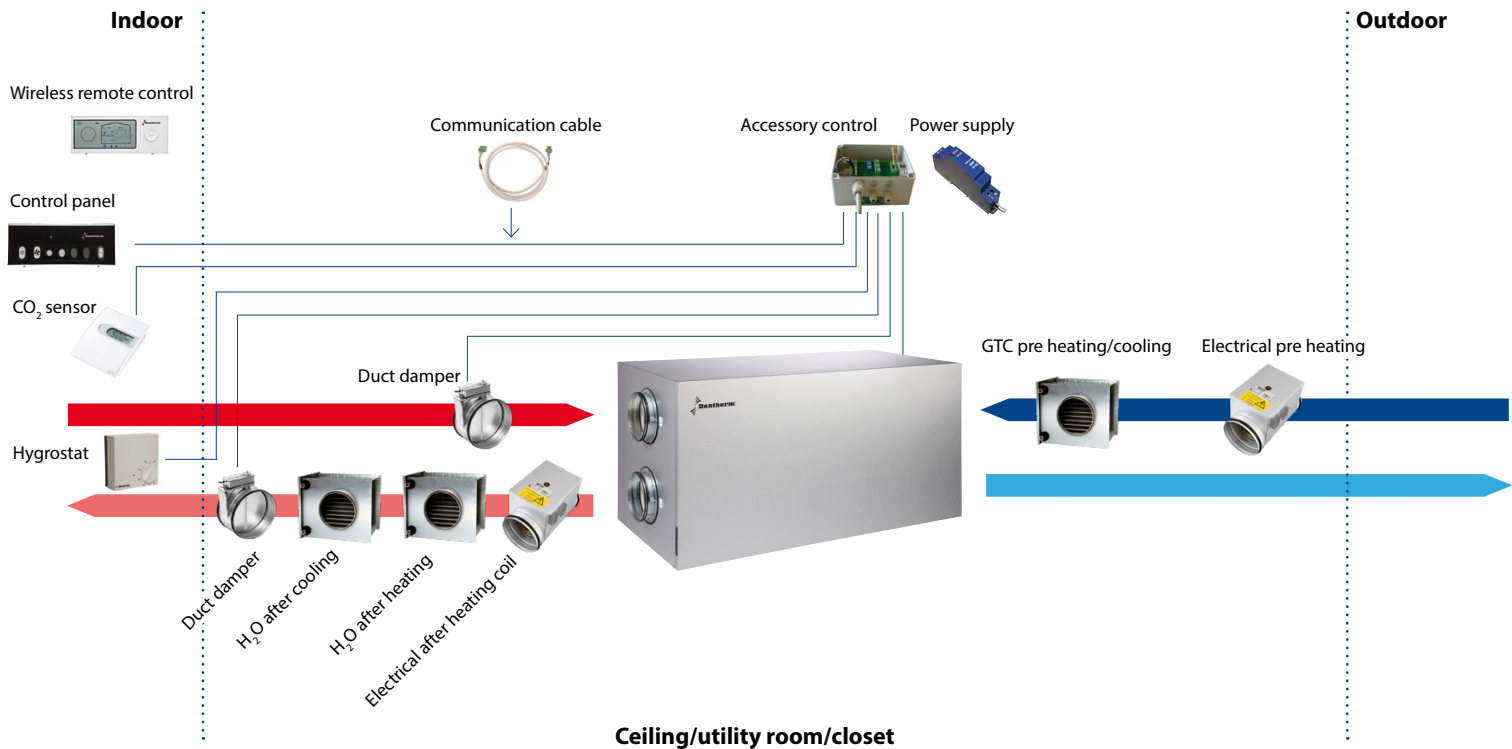 Indoor
Outdoor
Wireless remote control
Communication cable
Accessory control
Power supply
Control panel
CO₂ sensor
GTC pre heating/cooling
Electrical pre heating
Duct damper
Dantherm
Hygrostat
Duct damper
H₂O after cooling
H₂O after heating
Electrical after heating coil
Ceiling/utility room/closet